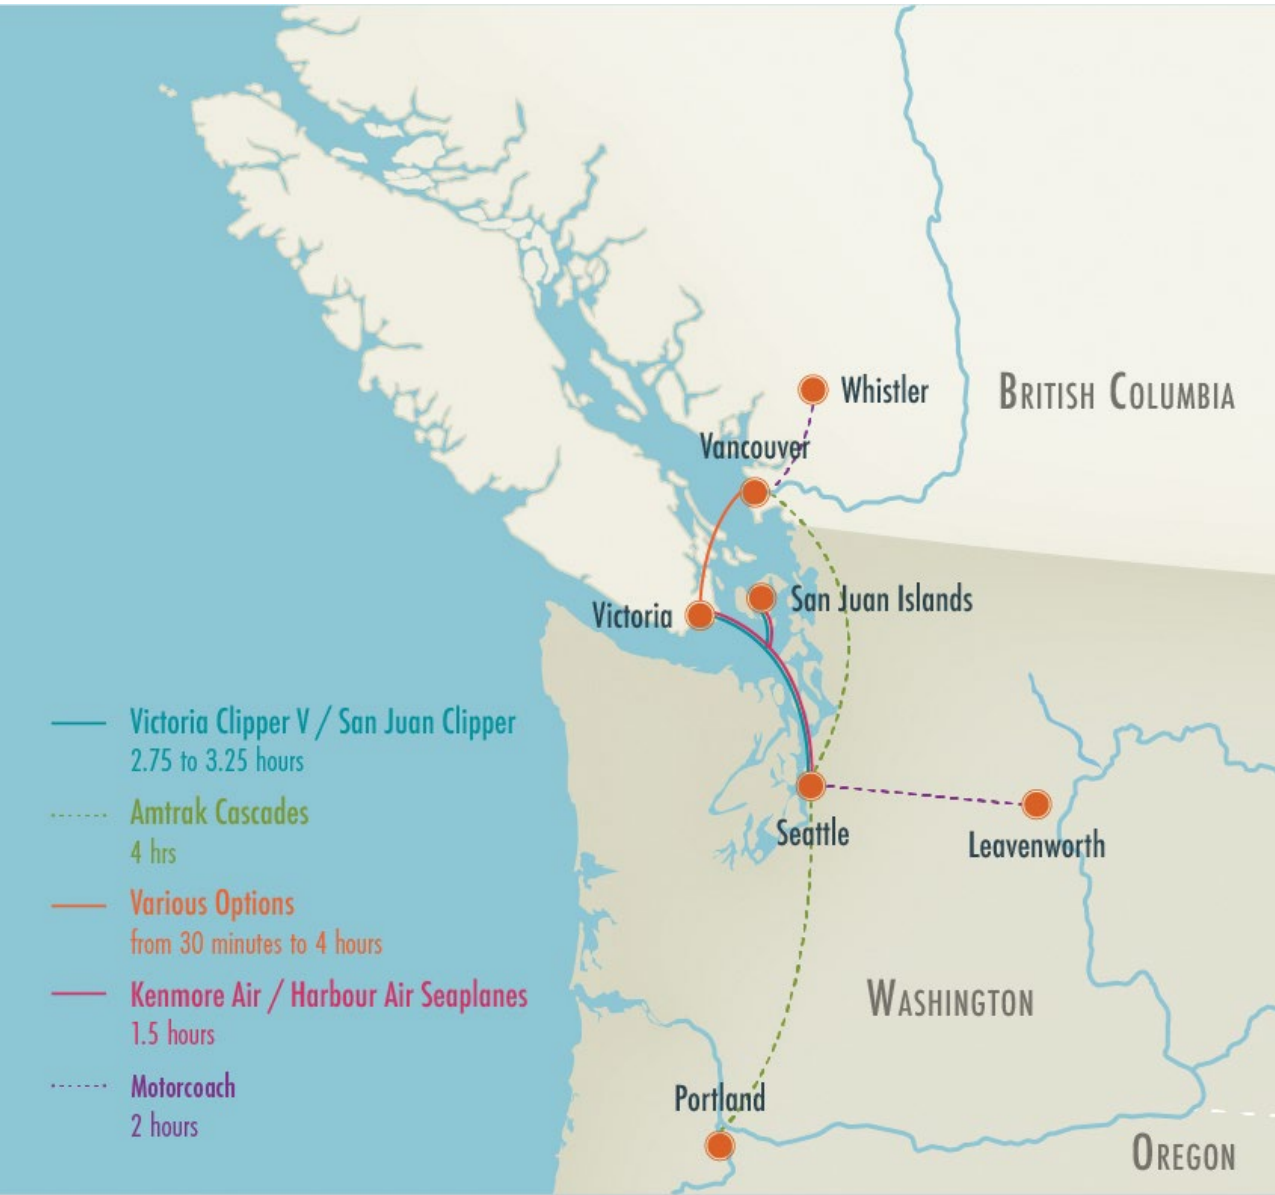 Whistler
BRITISH COLUMBIA
Vancouver
San Juan Islands
Victoria
Victoria Clipper V / San Juan Clipper
2.75 to 3.25 hours
Amtrak Cascades
4 hrs
Seattle
Leavenworth
Various Options
from 30 minutes to 4 hours
Kenmore Air / Harbour Air Seaplanes
1.5 hours
WASHINGTON
Motorcoach
2 hours
Portland
OREGON